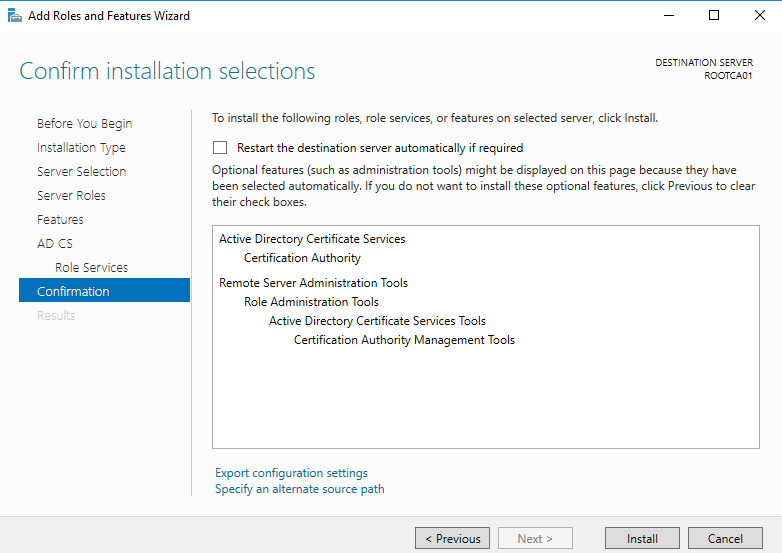 Add Roles and Features Wizard
Confirm installation selections
DESTINATION SERVER
ROOTCA01
Before You Begin
Installation Type
Server Selection
Server Roles
Features
AD CS
Role Services
Confirmation
Results
To install the following roles, role services, or features on selected server, click Install.
Restart the destination server automatically if required
Optional features (such as administration tools) might be displayed on this page because they have
been selected automatically. If you do not want to install these optional features, click Previous to clear
their check boxes.
Active Directory Certificate Services
Certification Authority
Remote Server Administration Tools
Role Administration Tools
Active Directory Certificate Services Tools
Certification Authority Management Tools
Export configuration settings
Specify an alternate source path
< Previous
Next >
Install
Cancel